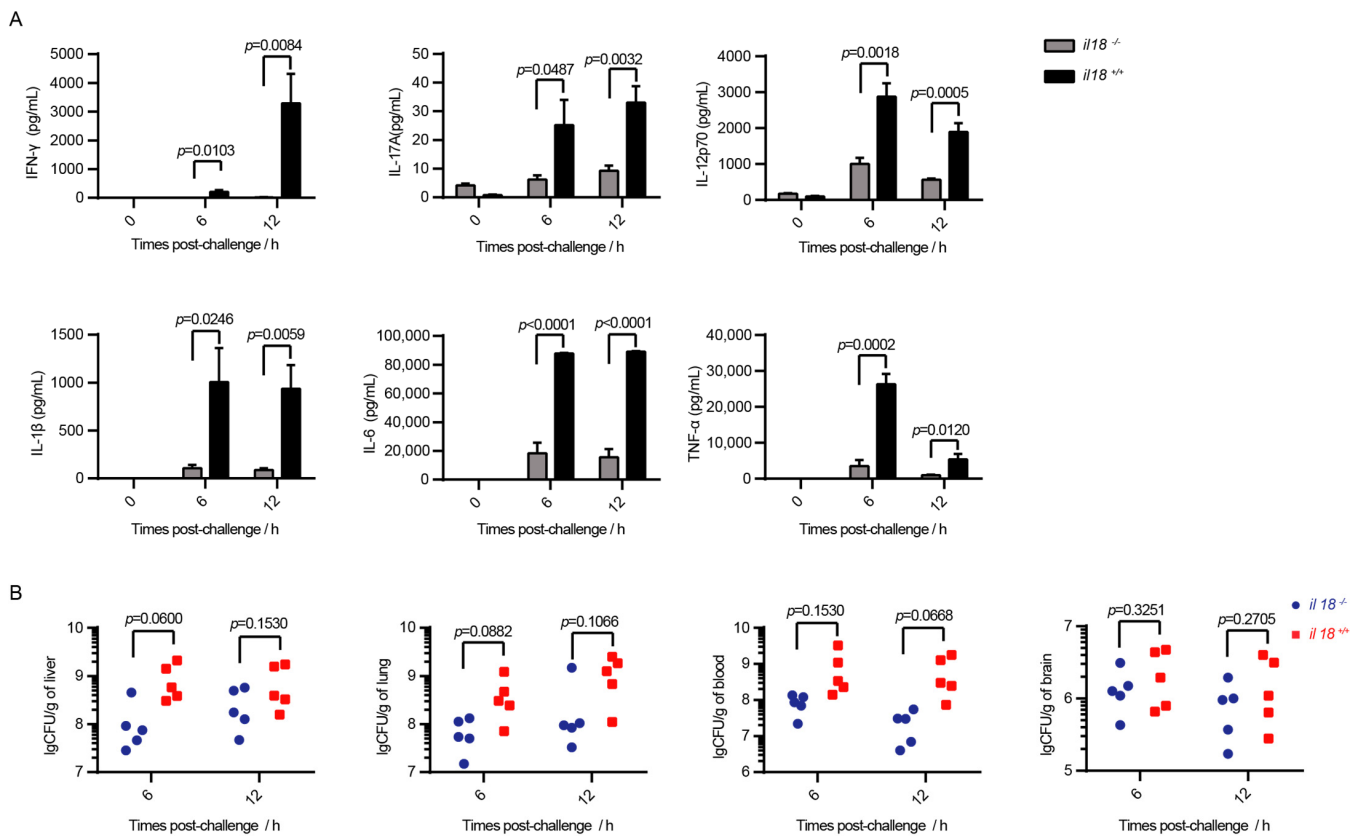 A
IFN-γ (pg/mL)
5000
4000
3000
2000
1000
0
p=0.0103
p=0.0084
0
6
12
Times post-challenge / h
IL-17A(pg/mL)
50
40
30
20
10
0
p=0.0487
p=0.0032
0
6
12
Times post-challenge / h
IL-12p70 (pg/mL)
4000
3000
2000
1000
0
p=0.0018
p=0.0005
0
6
12
Times post-challenge / h
il18 -/-
il18 +/+
IL-1β (pg/mL)
1500
1000
500
0
p=0.0246
p=0.0059
0
6
12
Times post-challenge / h
IL-6 (pg/mL)
100,000
80,000
60,000
40,000
20,000
0
p<0.0001
p<0.0001
0
6
12
Times post-challenge / h
TNF-α (pg/mL)
40,000
30,000
20,000
10,000
0
p=0.0002
p=0.0120
0
6
12
Times post-challenge / h
B
lgCFU/g of liver
10
9
8
7
p=0.0600
p=0.1530
6
12
Times post-challenge / h
lgCFU/g of lung
10
9
8
7
p=0.0882
p=0.1066
6
12
Times post-challenge / h
lgCFU/g of blood
10
9
8
7
6
p=0.1530
p=0.0668
6
12
Times post-challenge / h
lgCFU/g of brain
7
6
5
p=0.3251
p=0.2705
6
12
Times post-challenge / h
il 18 -/-
il 18 +/+